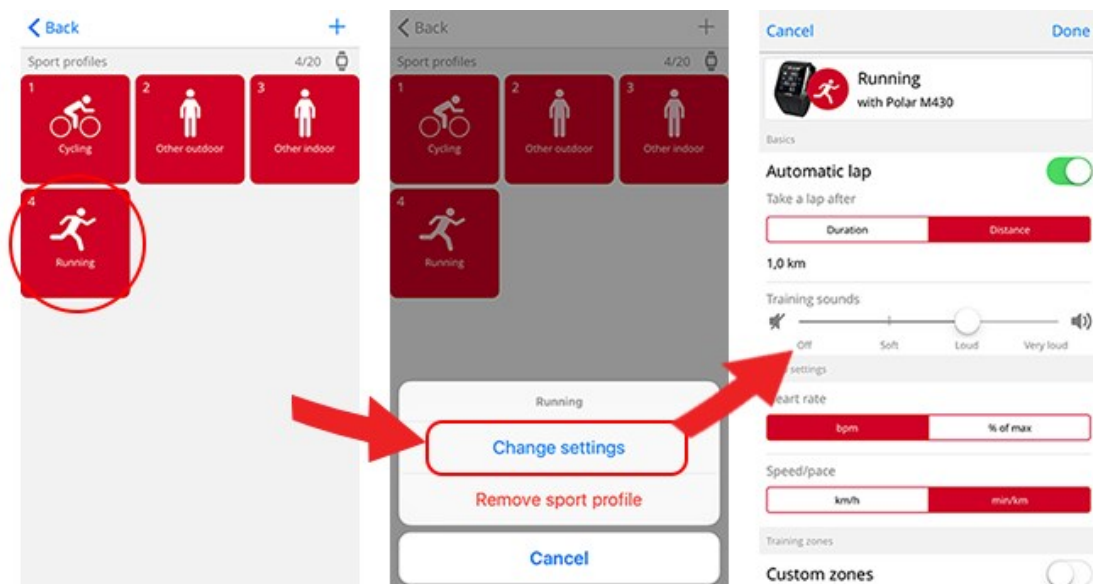 Back
+
Sport profiles 4/20
1 2 3
Cycling Other outdoor Other indoor
4
Running
Back
+
Sport profiles 4/20
1 2 3
Cycling Other outdoor Other indoor
4
Running
Running
Change settings
Remove sport profile
Cancel
Cancel Done
Running
with Polar M430
Basics
Automatic lap
Take a lap after
Duration Distance
1,0 km
Training sounds
Off Soft Loud Very loud
settings
eart rate
bpm % of max
Speed/pace
km/h min/km
Training zones
Custom zones